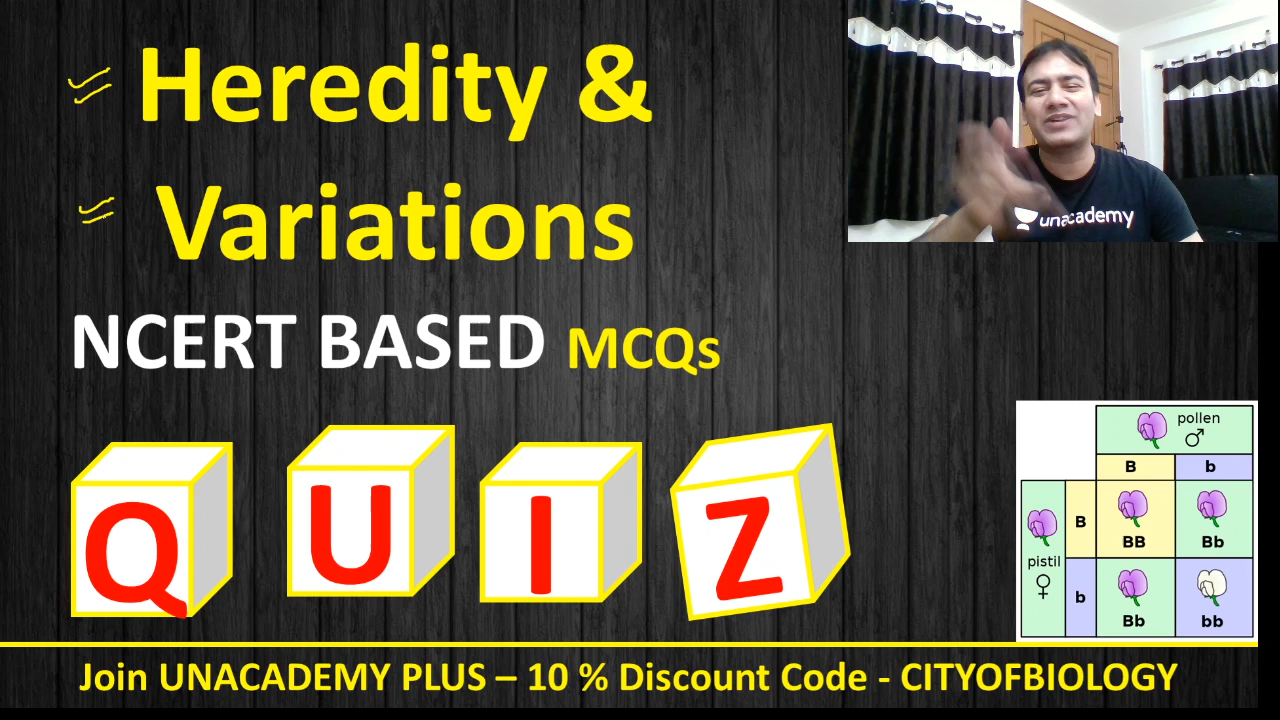 Heredity &
Variations
NCERT BASED MCQs
QUIZ
unacademy
pollen
♂
B b
B
BB Bb
pistil
♀
b
Bb bb
Join UNACADEMY PLUS – 10 % Discount Code - CITYOFBIOLOGY